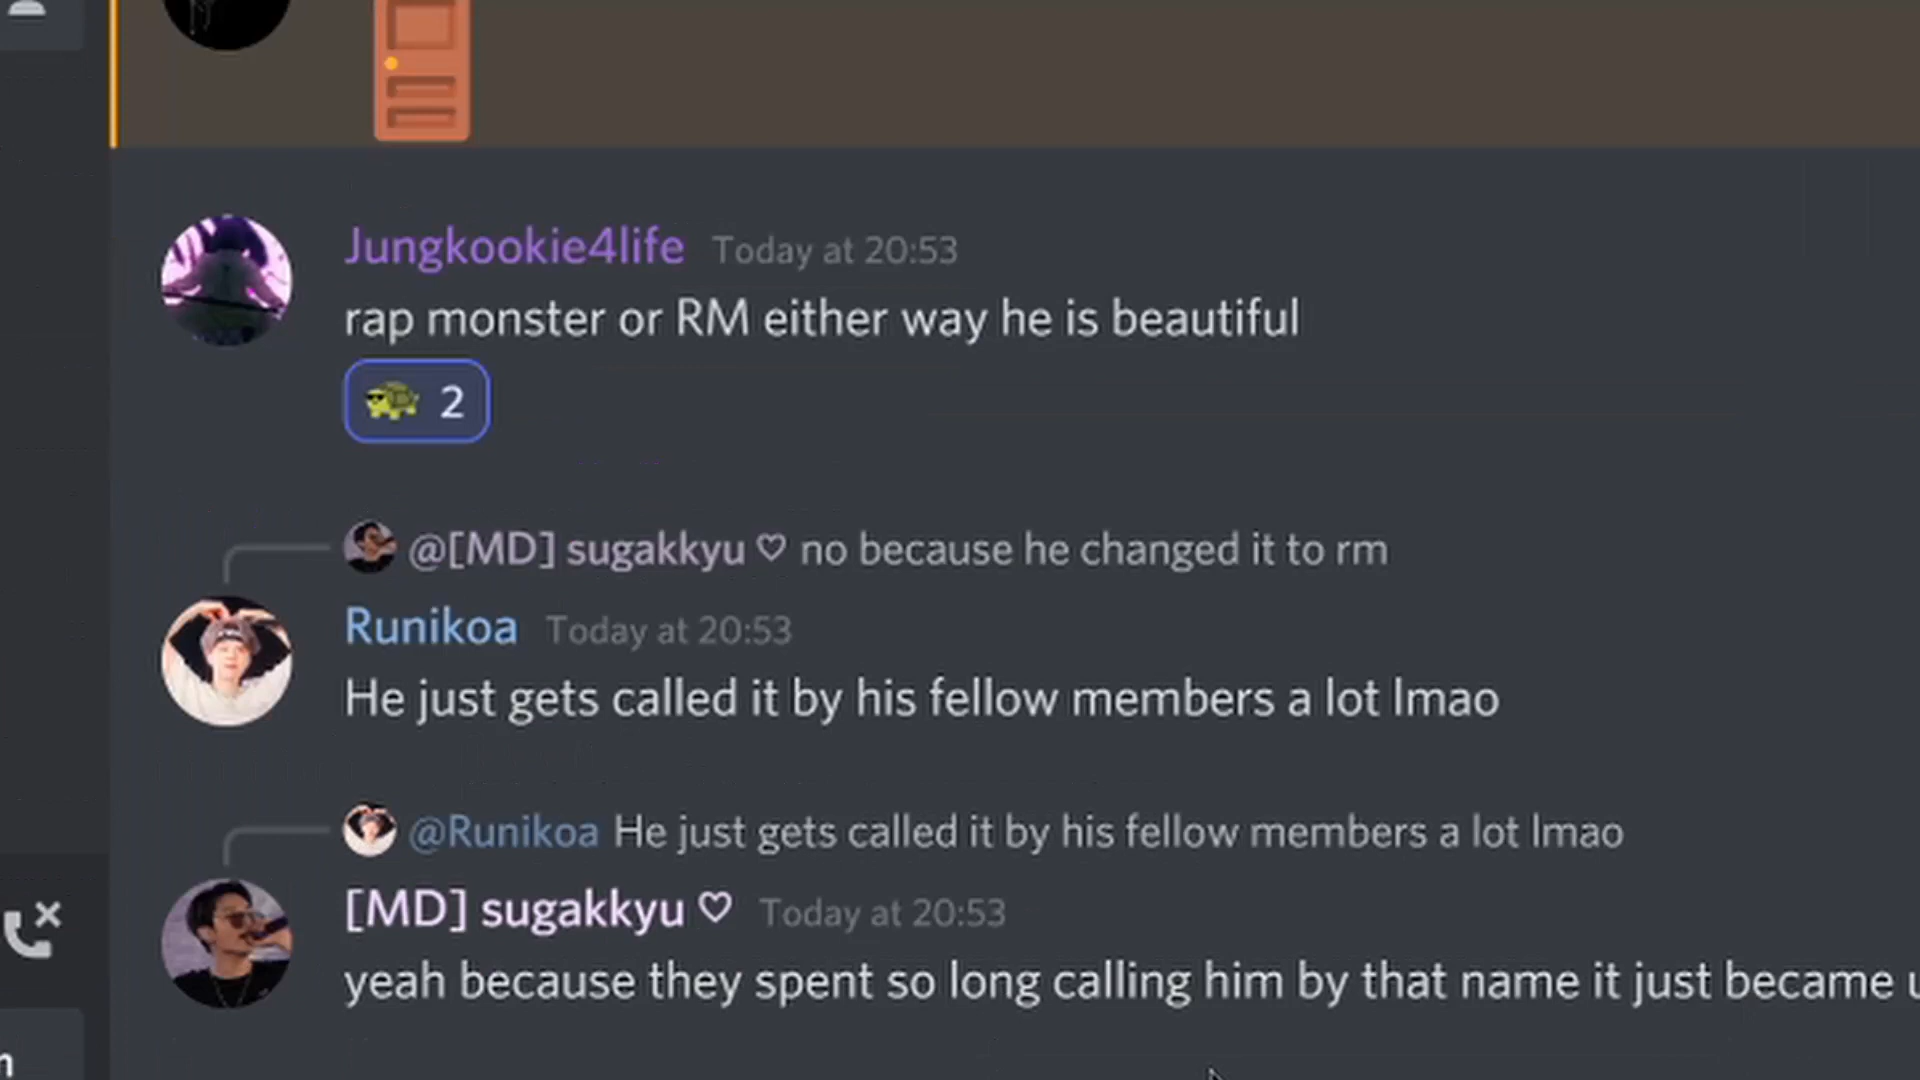 Jungkookie4life Today at 20:53
rap monster or RM either way he is beautiful
2
@[MD] sugakkyu ♡ no because he changed it to rm
Runikoa Today at 20:53
He just gets called it by his fellow members a lot lmao
@Runikoa He just gets called it by his fellow members a lot lmao
[MD] sugakkyu ♡ Today at 20:53
yeah because they spent so long calling him by that name it just became